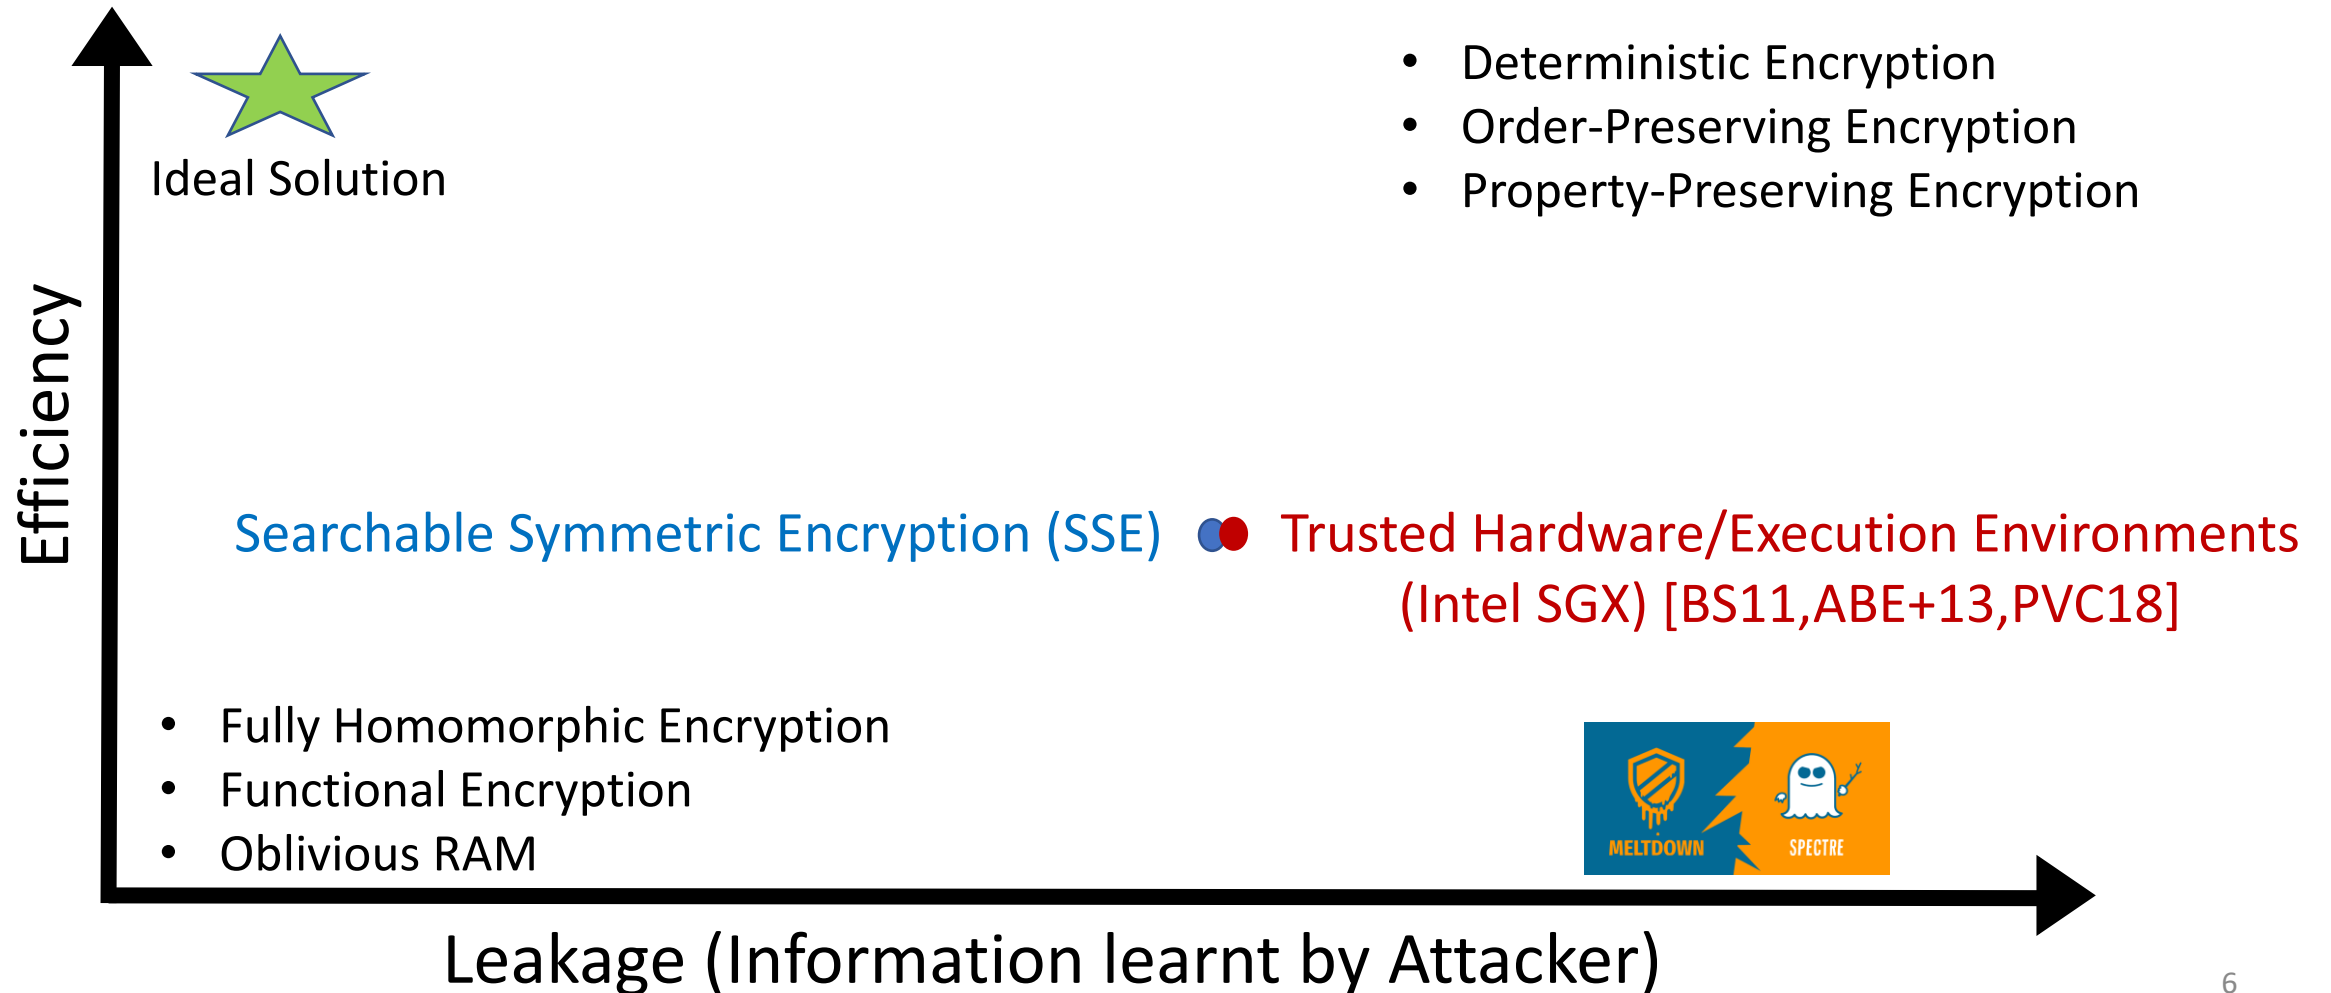 Ideal Solution
• Deterministic Encryption
• Order-Preserving Encryption
• Property-Preserving Encryption
Efficiency
Searchable Symmetric Encryption (SSE)
Trusted Hardware/Execution Environments
(Intel SGX) [BS11,ABE+13,PVC18]
• Fully Homomorphic Encryption
• Functional Encryption
• Oblivious RAM
MELTDOWN
SPECTRE
Leakage (Information learnt by Attacker)
6